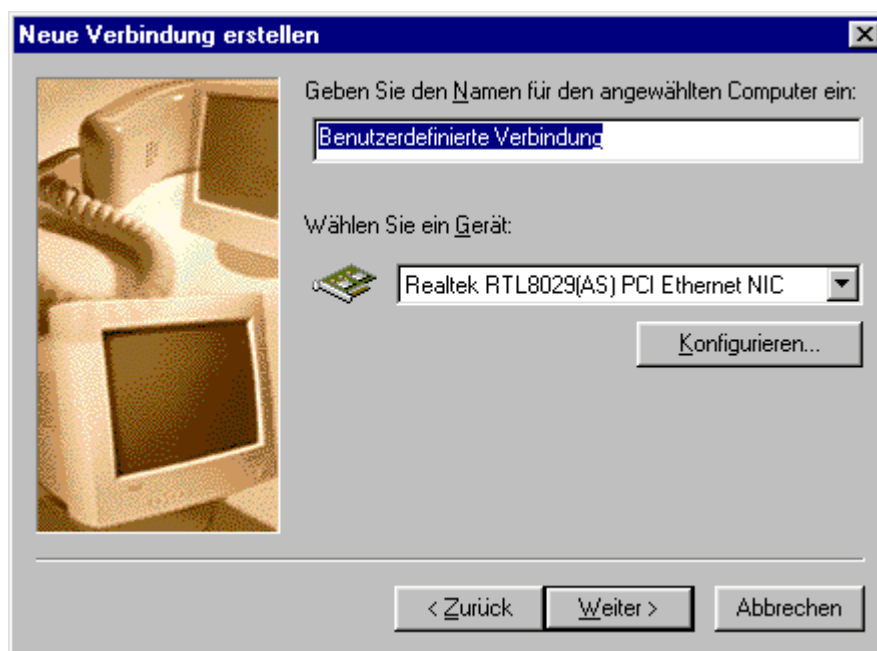 Neue Verbindung erstellen
Geben Sie den Namen für den angewählten Computer ein:
Benutzerdefinierte Verbindung
Wählen Sie ein Gerät:
Realtek RTL8029(AS) PCI Ethernet NIC
Konfigurieren...
< Zurück
Weiter >
Abbrechen